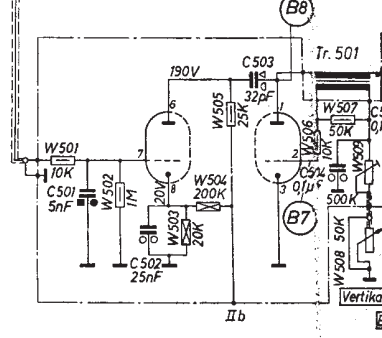 B8
Tr. 501
C503
190V
32pF
W505
25K
W506
10K
W507
50K
W501
10K
6
7
8
1
2
3
C501
5nF
W502
1M
20V
W504
200K
W503
20K
C502
25nF
0,1µF
B7
W509
500K
50K
W508
Vertika
IIb